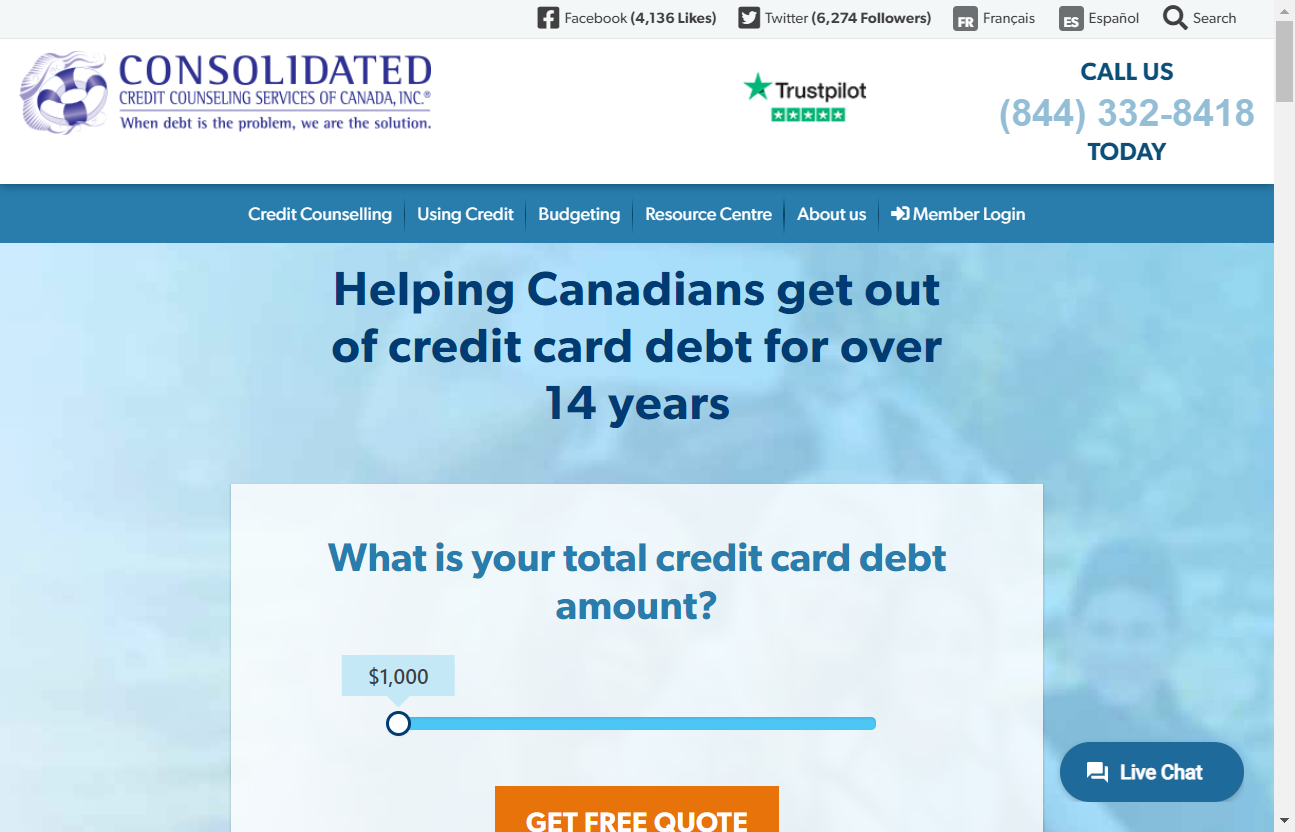 Facebook (4,136 Likes) Twitter (6,274 Followers) FR Français ES Español Search
CONSOLIDATED
CREDIT COUNSELING SERVICES OF CANADA, INC.®
When debt is the problem, we are the solution.
Trustpilot
CALL US
(844) 332-8418
TODAY
Credit Counselling Using Credit Budgeting Resource Centre About us Member Login
Helping Canadians get out
of credit card debt for over
14 years
What is your total credit card debt
amount?
$1,000
Live Chat
GET FREE QUOTE